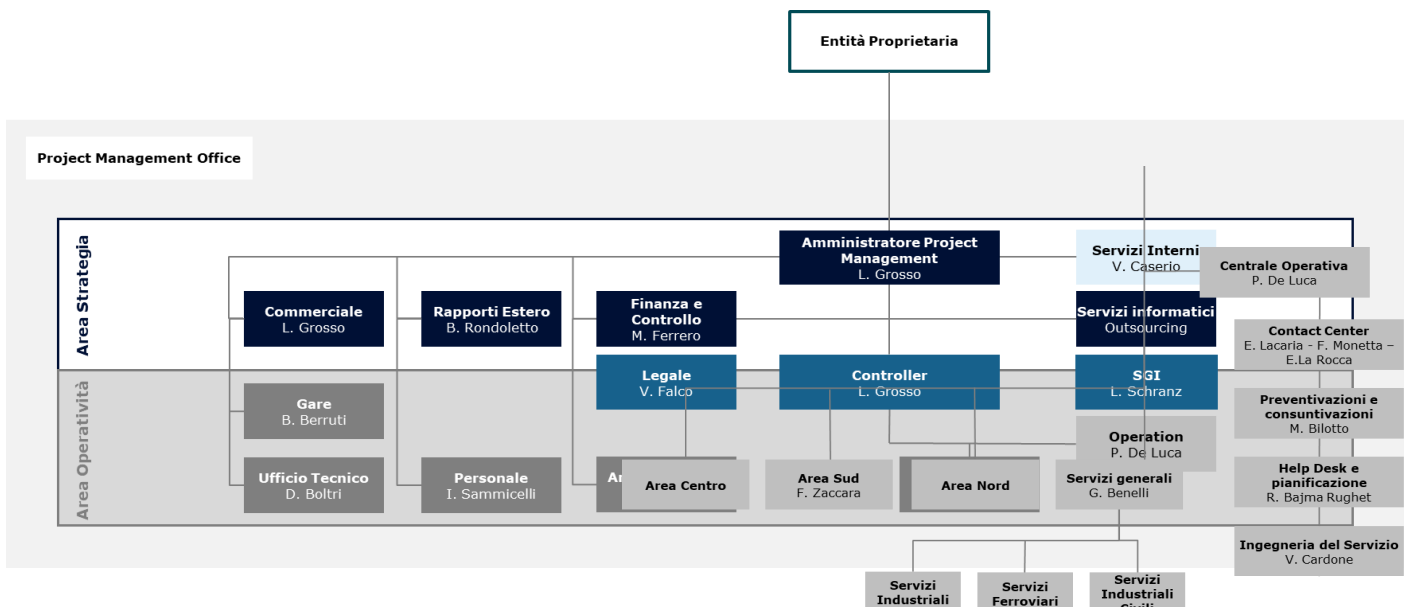 Entità Proprietaria
Project Management Office
Area Strategia
Amministratore Project
Management
L. Grosso
Servizi Interni
V. Caserio
Centrale Operativa
P. De Luca
Commerciale
L. Grosso
Rapporti Estero
B. Rondoletto
Finanza e
Controllo
M. Ferrero
Servizi informatici
Outsourcing
Contact Center
E. Lacaria - F. Monetta –
E.La Rocca
Legale
V. Falco
Controller
L. Grosso
SGI
L. Schranz
Area Operatività
Gare
B. Berruti
Preventivazioni e
consuntivazioni
M. Bilotto
Operation
P. De Luca
Ufficio Tecnico
D. Boltri
Personale
I. Sammicelli
Area Centro
Area Sud
F. Zaccara
Area Nord
Servizi generali
G. Benelli
Help Desk e
pianificazione
R. Bajma Rughet
Ingegneria del Servizio
V. Cardone
Servizi
Industriali
Servizi
Ferroviari
Servizi
Industriali
Civili